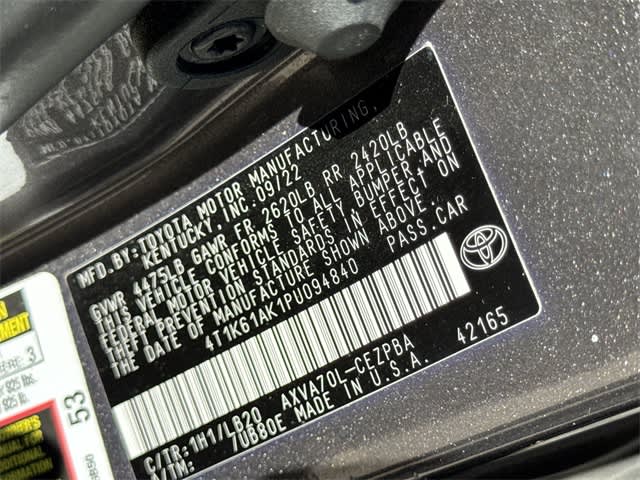 MFD.BY:TOYOTA MOTOR MANUFACTURING,
KENTUCKY, INC. 09/22
GVWR 4475LB GAWR FR 2620LB RR 2420LB
THIS VEHICLE CONFORMS TO ALL APPLICABLE
FEDERAL MOTOR VEHICLE SAFETY BUMPER, AND
THEFT PREVENTION STANDARDS IN EFFECT ON
THE DATE OF MANUFACTURE SHOWN ABOVE.
4T1K61AK1PU094840 PASS.CAR
42165
C/TR:1H1/LB20 AXVA70L-CEZPBA
A/TM: 7UB80E MADE IN U.S.A.
53
3